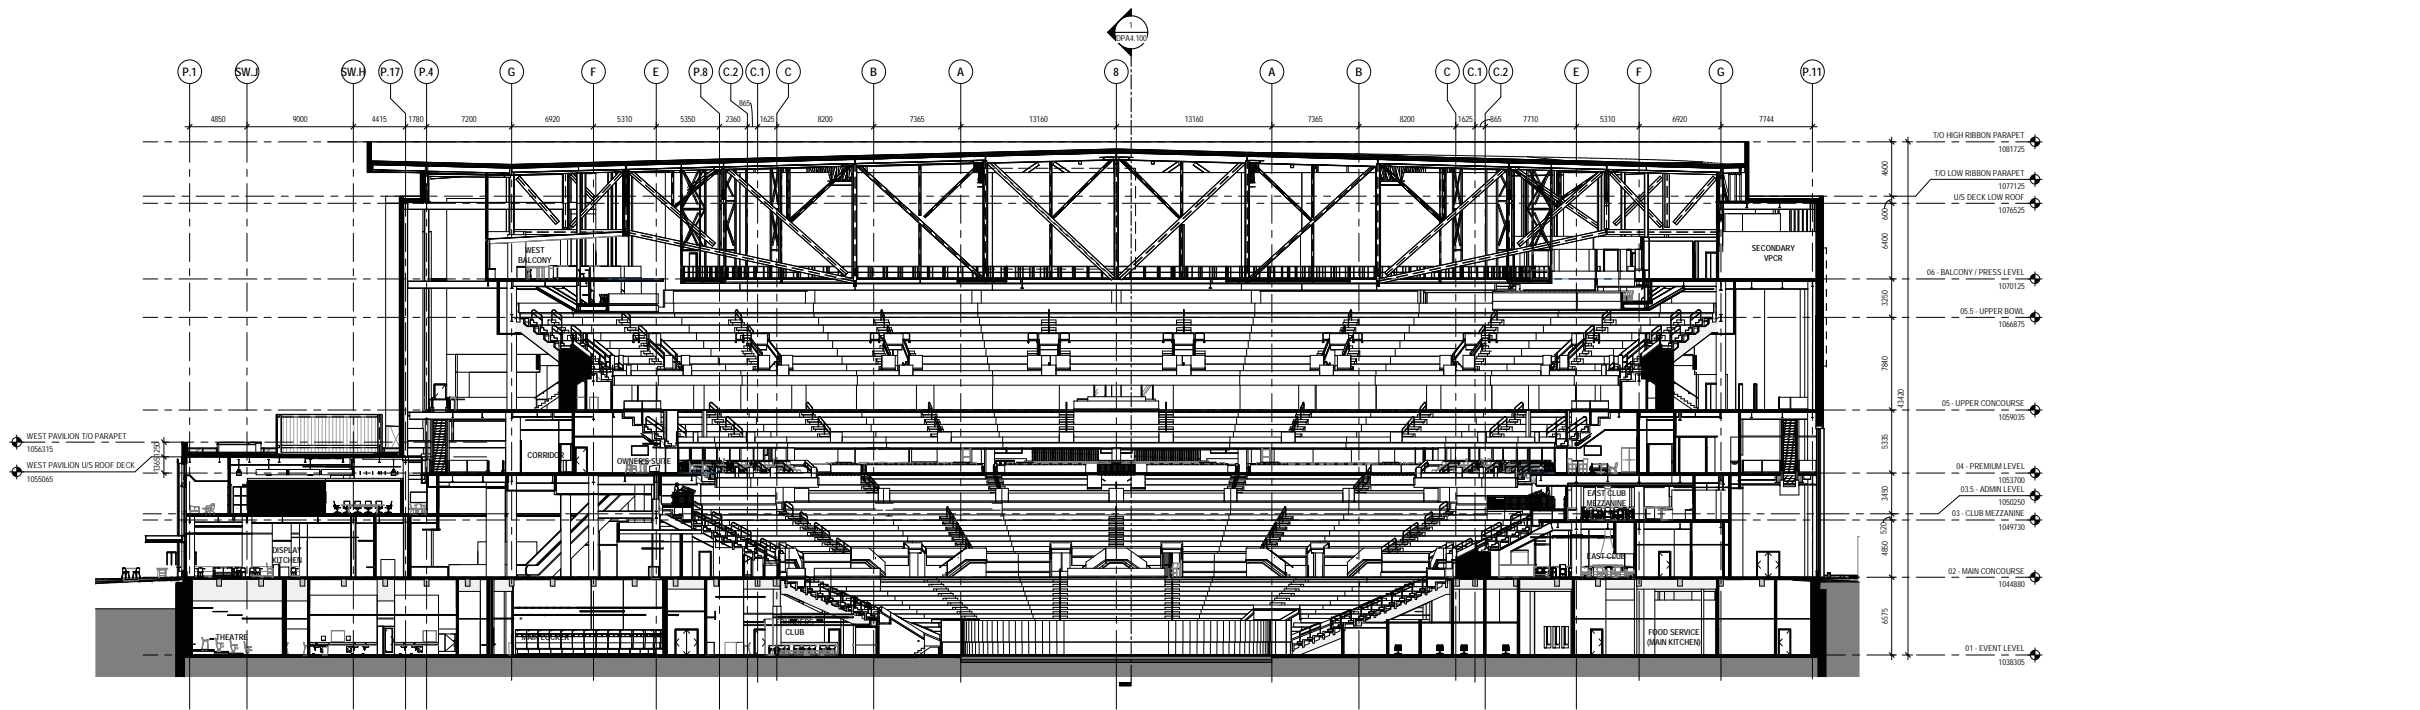 1
DPA4.100
P.1 SW.J SW.H P.17 P.4 G F E P.8 C.2 C.1 C B A 8 A B C C.1 C.2 E F G P.11
865
4850 9000 4415 1780 7200 6920 5310 5350 2360 1625 8200 7365 13160 13160 7365 8200 1625 865 7710 5310 6920 7744
T/O HIGH RIBBON PARAPET
1081725
4600
T/O LOW RIBBON PARAPET
1077125
U/S DECK LOW ROOF
1076525
600
6400
WEST
BALCONY
SECONDARY
VPCR
06 - BALCONY / PRESS LEVEL
1070125
3250
05.5 - UPPER BOWL
1066875
7840
43420
05 - UPPER CONCOURSE
1059035
5335
WEST PAVILION T/O PARAPET
1056315
1250
WEST PAVILION U/S ROOF DECK
1055065
1365
CORRIDOR
OWNER'S SUITE
04 - PREMIUM LEVEL
1053700
3450
03.5 - ADMIN LEVEL
1050250
EAST CLUB
MEZZANINE
03 - CLUB MEZZANINE
1049730
520
4850
DISPLAY
KITCHEN
EAST CLUB
02 - MAIN CONCOURSE
1044880
6575
THEATRE
MAIN LOCKER
CLUB
FOOD SERVICE
(MAIN KITCHEN)
01 - EVENT LEVEL
1038305